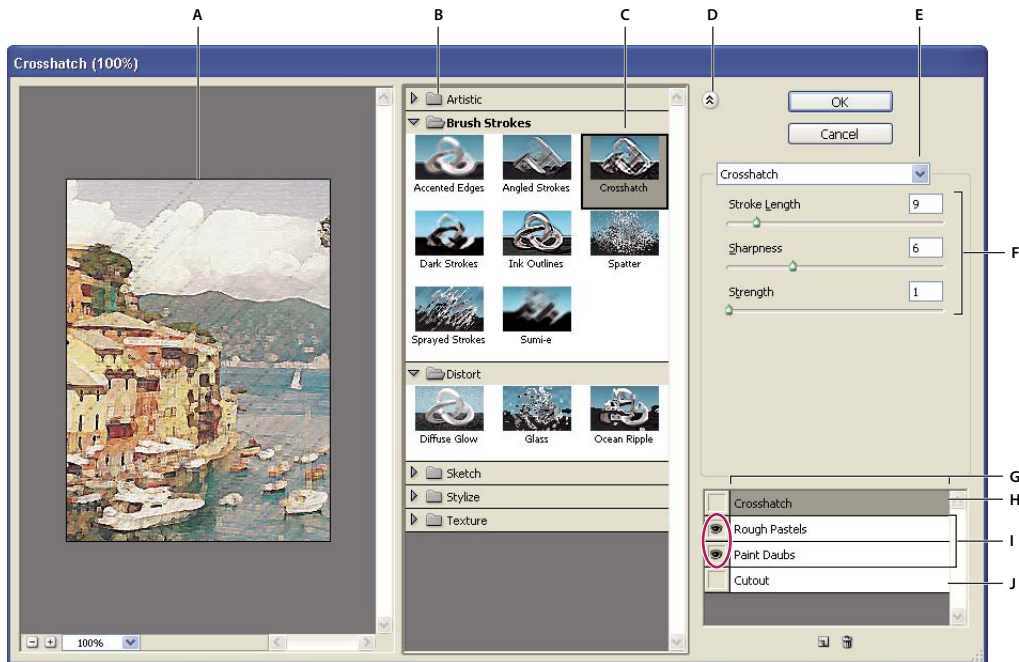 A B C D E
Crosshatch (100%)
Artistic
Brush Strokes
Accented Edges Angled Strokes Crosshatch
Dark Strokes Ink Outlines Spatter
Sprayed Strokes Sumi-e
Distort
Diffuse Glow Glass Ocean Ripple
Sketch
Stylize
Texture
100%
OK
Cancel
Crosshatch
Stroke Length 9
Sharpness 6
Strength 1
F
G
Crosshatch H
Rough Pastels
I
Paint Daubs
Cutout J